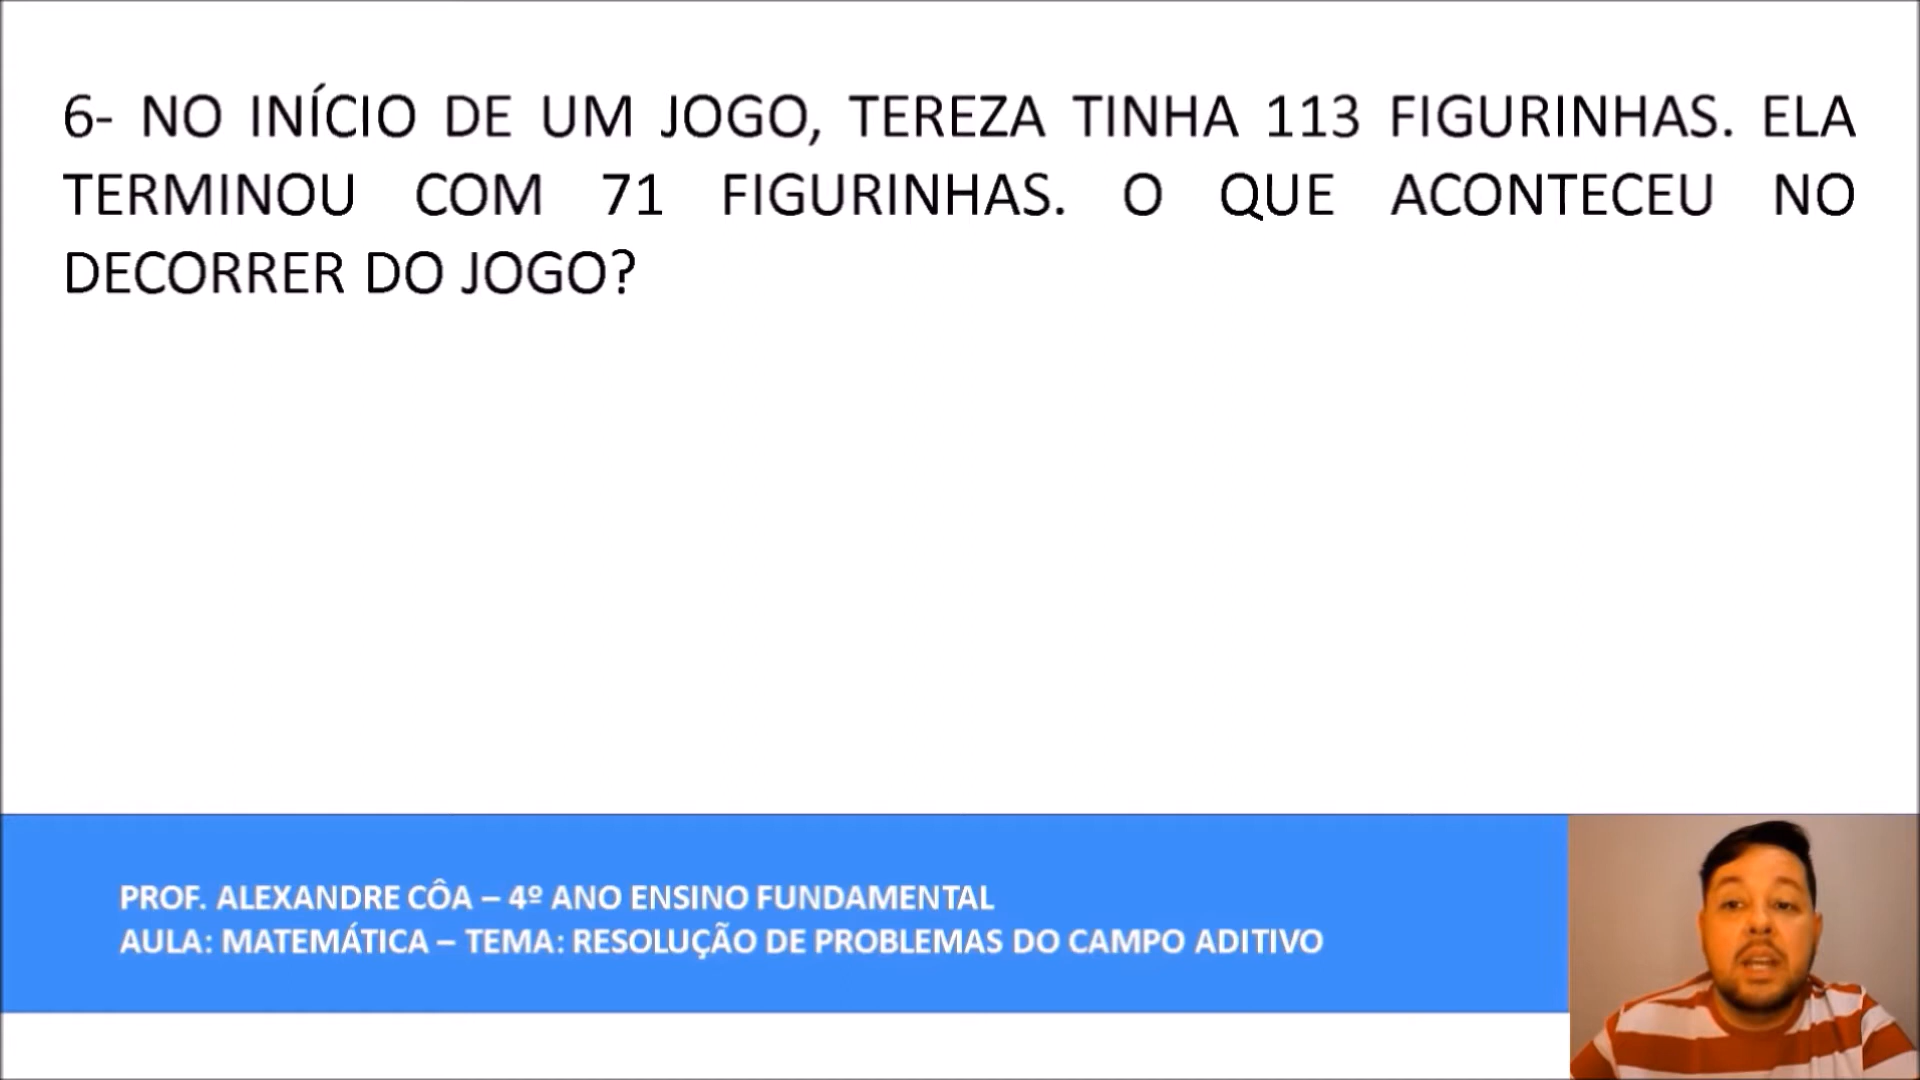 6- NO INÍCIO DE UM JOGO, TEREZA TINHA 113 FIGURINHAS. ELA
TERMINOU COM 71 FIGURINHAS. O QUE ACONTECEU NO
DECORRER DO JOGO?
PROF. ALEXANDRE CÔA – 4º ANO ENSINO FUNDAMENTAL
AULA: MATEMÁTICA – TEMA: RESOLUÇÃO DE PROBLEMAS DO CAMPO ADITIVO